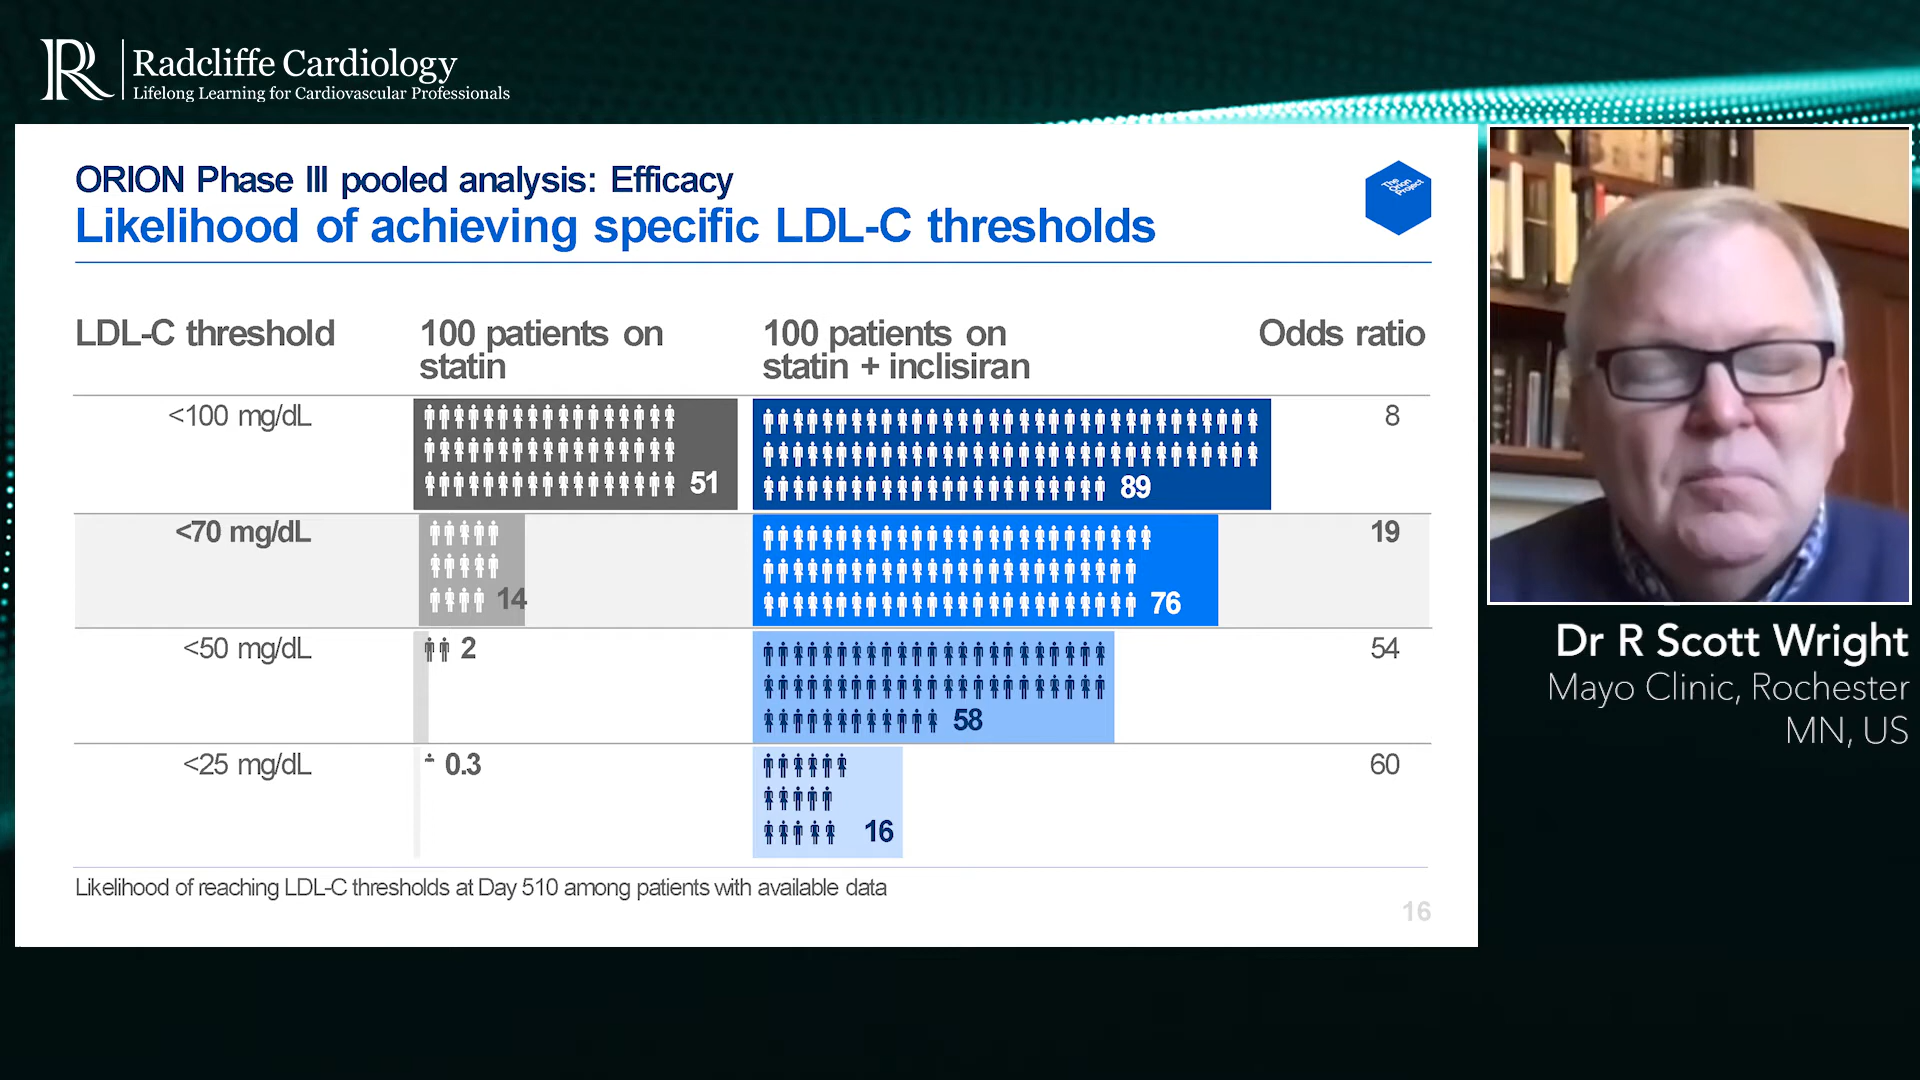 R
Radcliffe Cardiology
Lifelong Learning for Cardiovascular Professionals
ORION Phase III pooled analysis: Efficacy
Likelihood of achieving specific LDL-C thresholds
The
Orion
Project
LDL-C threshold
100 patients on
statin
100 patients on
statin + inclisiran
Odds ratio
<100 mg/dL
51
89
8
<70 mg/dL
14
76
19
<50 mg/dL
2
58
54
<25 mg/dL
0.3
16
60
Likelihood of reaching LDL-C thresholds at Day 510 among patients with available data
16
Dr R Scott Wright
Mayo Clinic, Rochester
MN, US